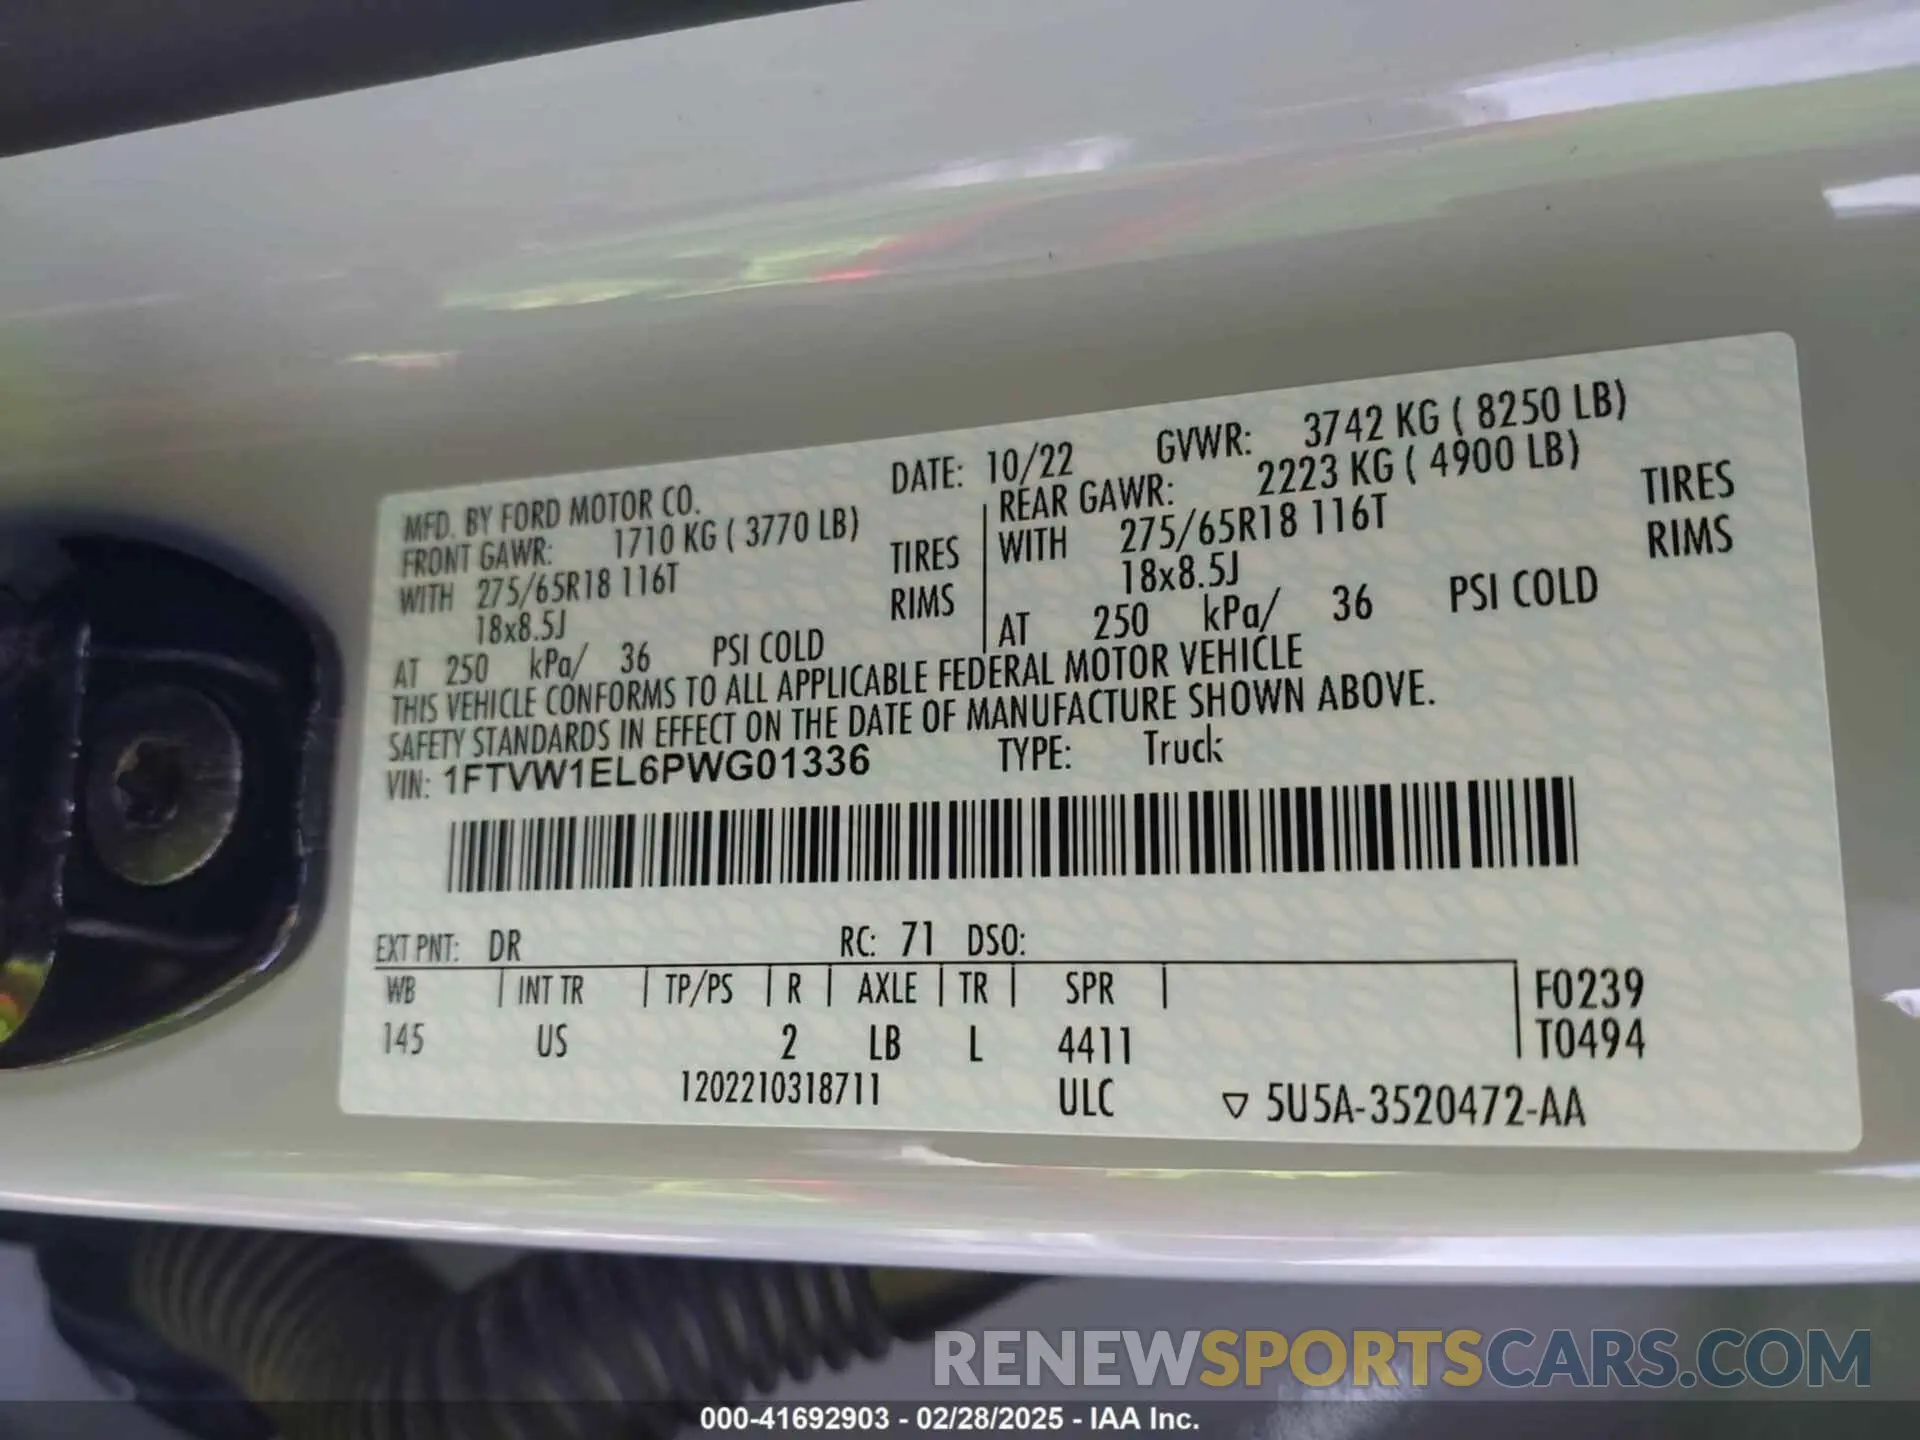 MFD. BY FORD MOTOR CO. DATE: 10/22 GVWR: 3742 KG ( 8250 LB)
FRONT GAWR: 1710 KG ( 3770 LB) REAR GAWR: 2223 KG ( 4900 LB)
WITH 275/65R18 116T TIRES WITH 275/65R18 116T TIRES
18x8.5J RIMS 18x8.5J RIMS
AT 250 kPa/ 36 PSI COLD AT 250 kPa/ 36 PSI COLD
THIS VEHICLE CONFORMS TO ALL APPLICABLE FEDERAL MOTOR VEHICLE
SAFETY STANDARDS IN EFFECT ON THE DATE OF MANUFACTURE SHOWN ABOVE.
VIN: 1FTVW1EL6PWG01336 TYPE: Truck
EXT PNT: DR RC: 71 DSO:
WB INT TR TP/PS R AXLE TR SPR F0239
145 US 2 LB L 4411 T0494
1202210318711 ULC ▽ 5U5A-3520472-AA
RENEWSPORTSCARS.COM
000-41692903 - 02/28/2025 - IAA Inc.